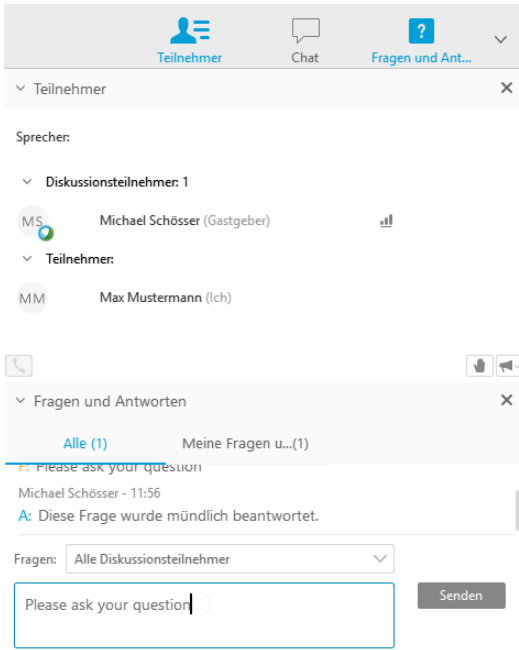 Teilnehmer Chat Fragen und Ant...
Teilnehmer
Sprecher:
Diskussionsteilnehmer: 1
MS Michael Schösser (Gastgeber)
Teilnehmer:
MM Max Mustermann (Ich)
Fragen und Antworten
Alle (1) Meine Fragen u...(1)
F: Please ask your question
Michael Schösser - 11:56
A: Diese Frage wurde mündlich beantwortet.
Fragen: Alle Diskussionsteilnehmer
Please ask your question
Senden